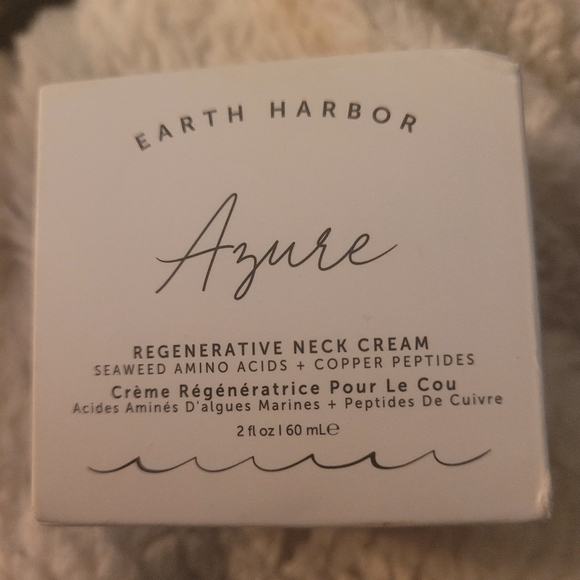 EARTH HARBOR
Azure
REGENERATIVE NECK CREAM
SEAWEED AMINO ACIDS + COPPER PEPTIDES
Crème Régénératrice Pour Le Cou
Acides Aminés D'algues Marines + Peptides De Cuivre
2 fl oz I 60 mL℮